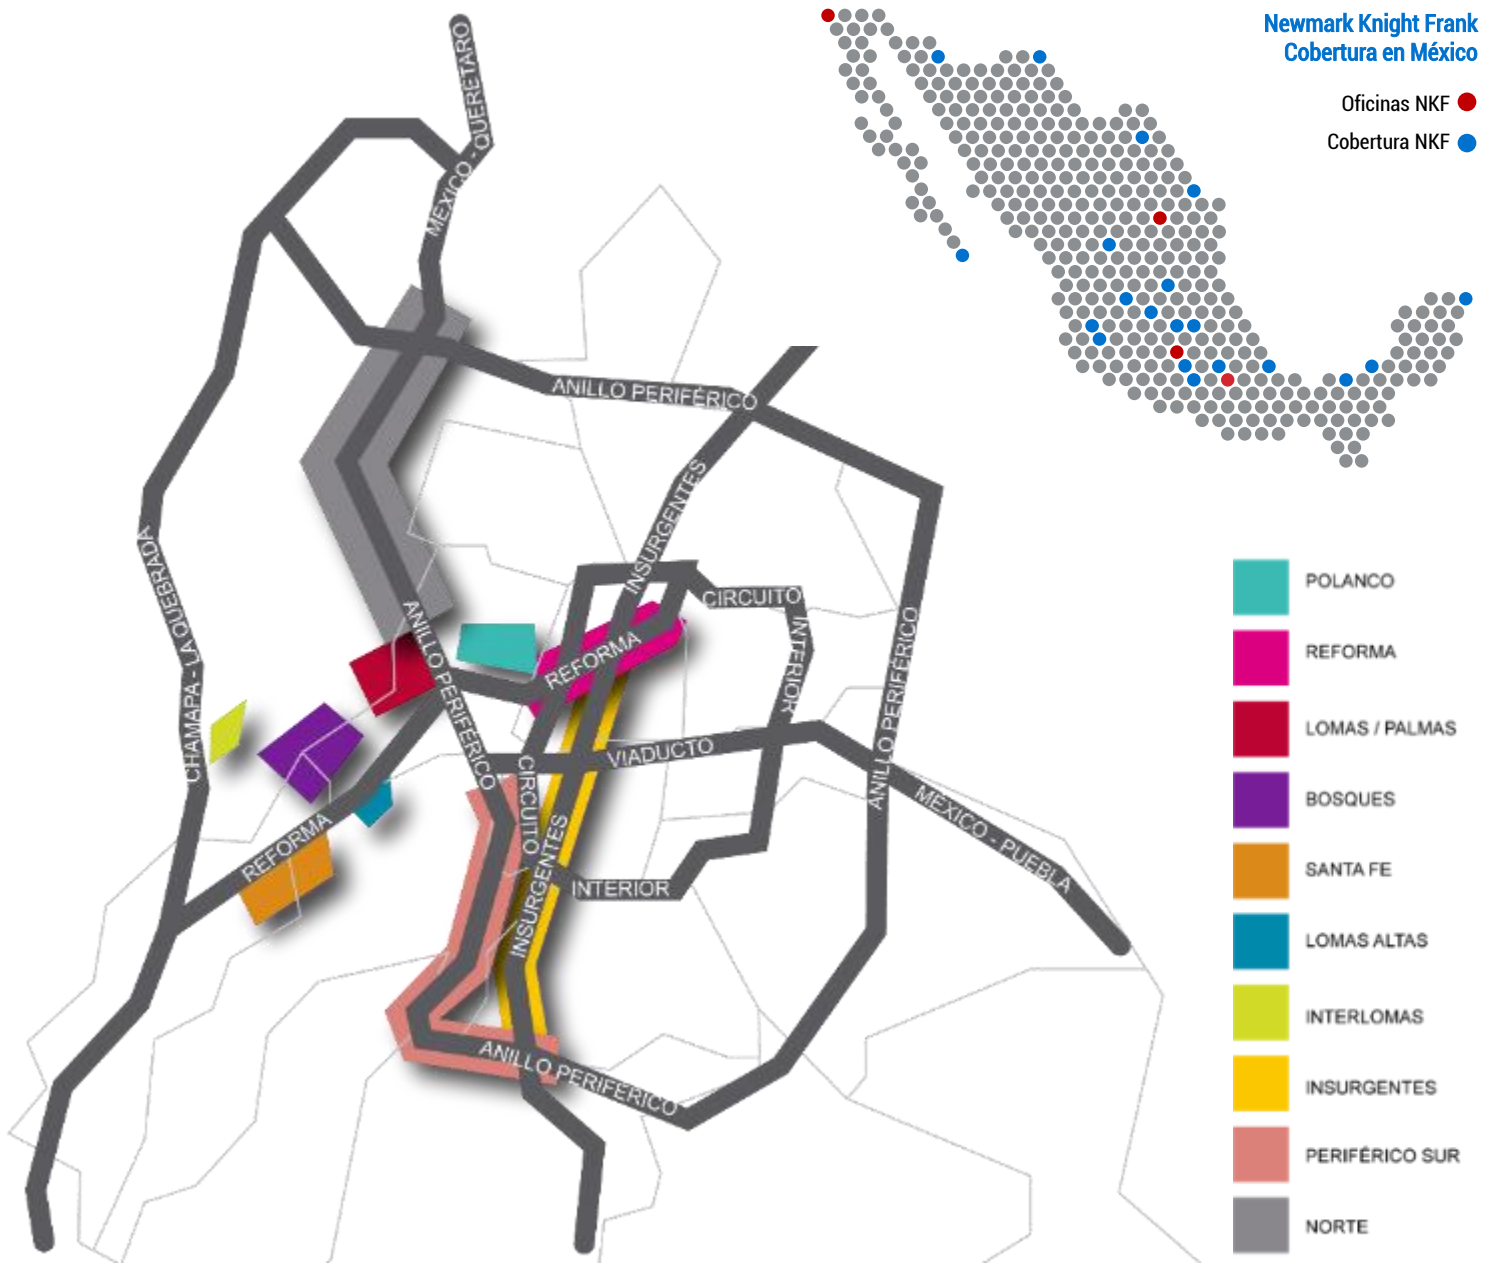 Newmark Knight Frank
Cobertura en México
Oficinas NKF
Cobertura NKF
MÉXICO - QUERÉTARO
ANILLO PERIFÉRICO
INSURGENTES
CHAMAPA - LA QUEBRADA
CIRCUITO
INTERIOR
ANILLO PERIFÉRICO
REFORMA
ANILLO PERIFÉRICO
VIADUCTO
CIRCUITO
INSURGENTES
INTERIOR
REFORMA
MÉXICO - PUEBLA
ANILLO PERIFÉRICO
POLANCO
REFORMA
LOMAS / PALMAS
BOSQUES
SANTA FE
LOMAS ALTAS
INTERLOMAS
INSURGENTES
PERIFÉRICO SUR
NORTE